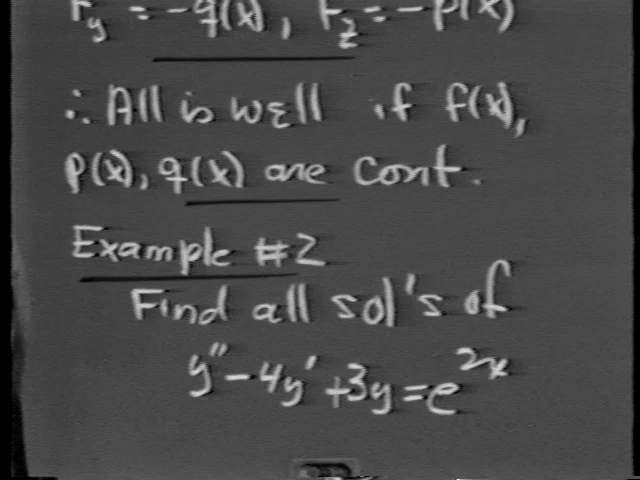 Fy = -q(x), Fz = -p(x)
∴ All is well if f(x),
p(x), q(x) are cont.
Example #2
Find all sol's of
y'' - 4y' + 3y = e^2x